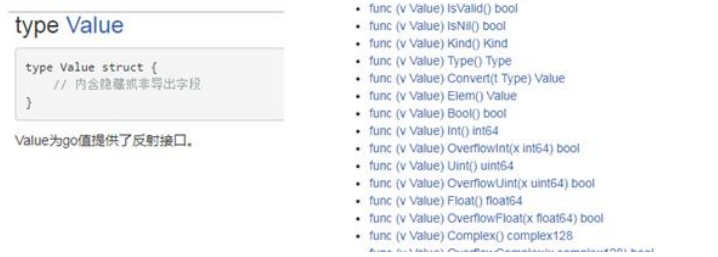 type Value
type Value struct {
// 内含隐藏或非导出字段
}
Value为go值提供了反射接口。
func (v Value) IsValid() bool
func (v Value) IsNil() bool
func (v Value) Kind() Kind
func (v Value) Type() Type
func (v Value) Convert(t Type) Value
func (v Value) Elem() Value
func (v Value) Bool() bool
func (v Value) Int() int64
func (v Value) OverflowInt(x int64) bool
func (v Value) Uint() uint64
func (v Value) OverflowUint(x uint64) bool
func (v Value) Float() float64
func (v Value) OverflowFloat(x float64) bool
func (v Value) Complex() complex128